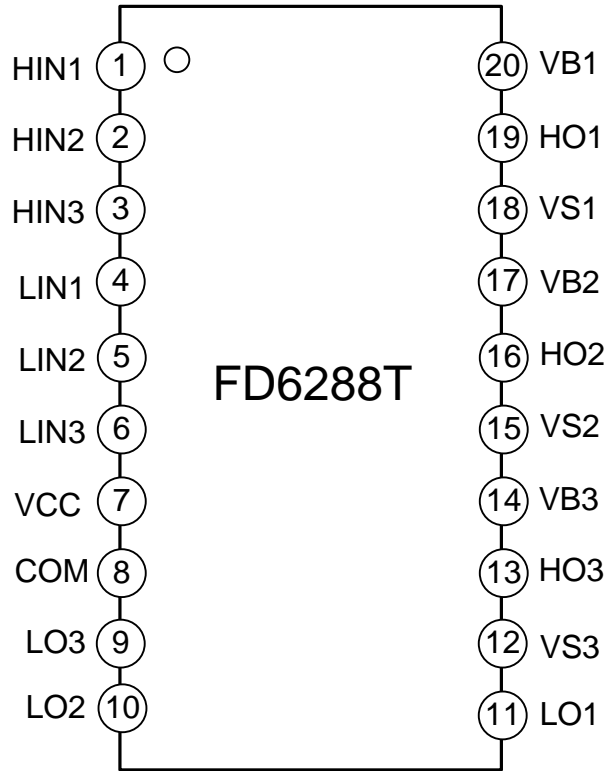 HIN1 1 20 VB1
HIN2 2 19 HO1
HIN3 3 18 VS1
LIN1 4 17 VB2
LIN2 5 16 HO2
FD6288T
LIN3 6 15 VS2
VCC 7 14 VB3
COM 8 13 HO3
LO3 9 12 VS3
LO2 10 11 LO1